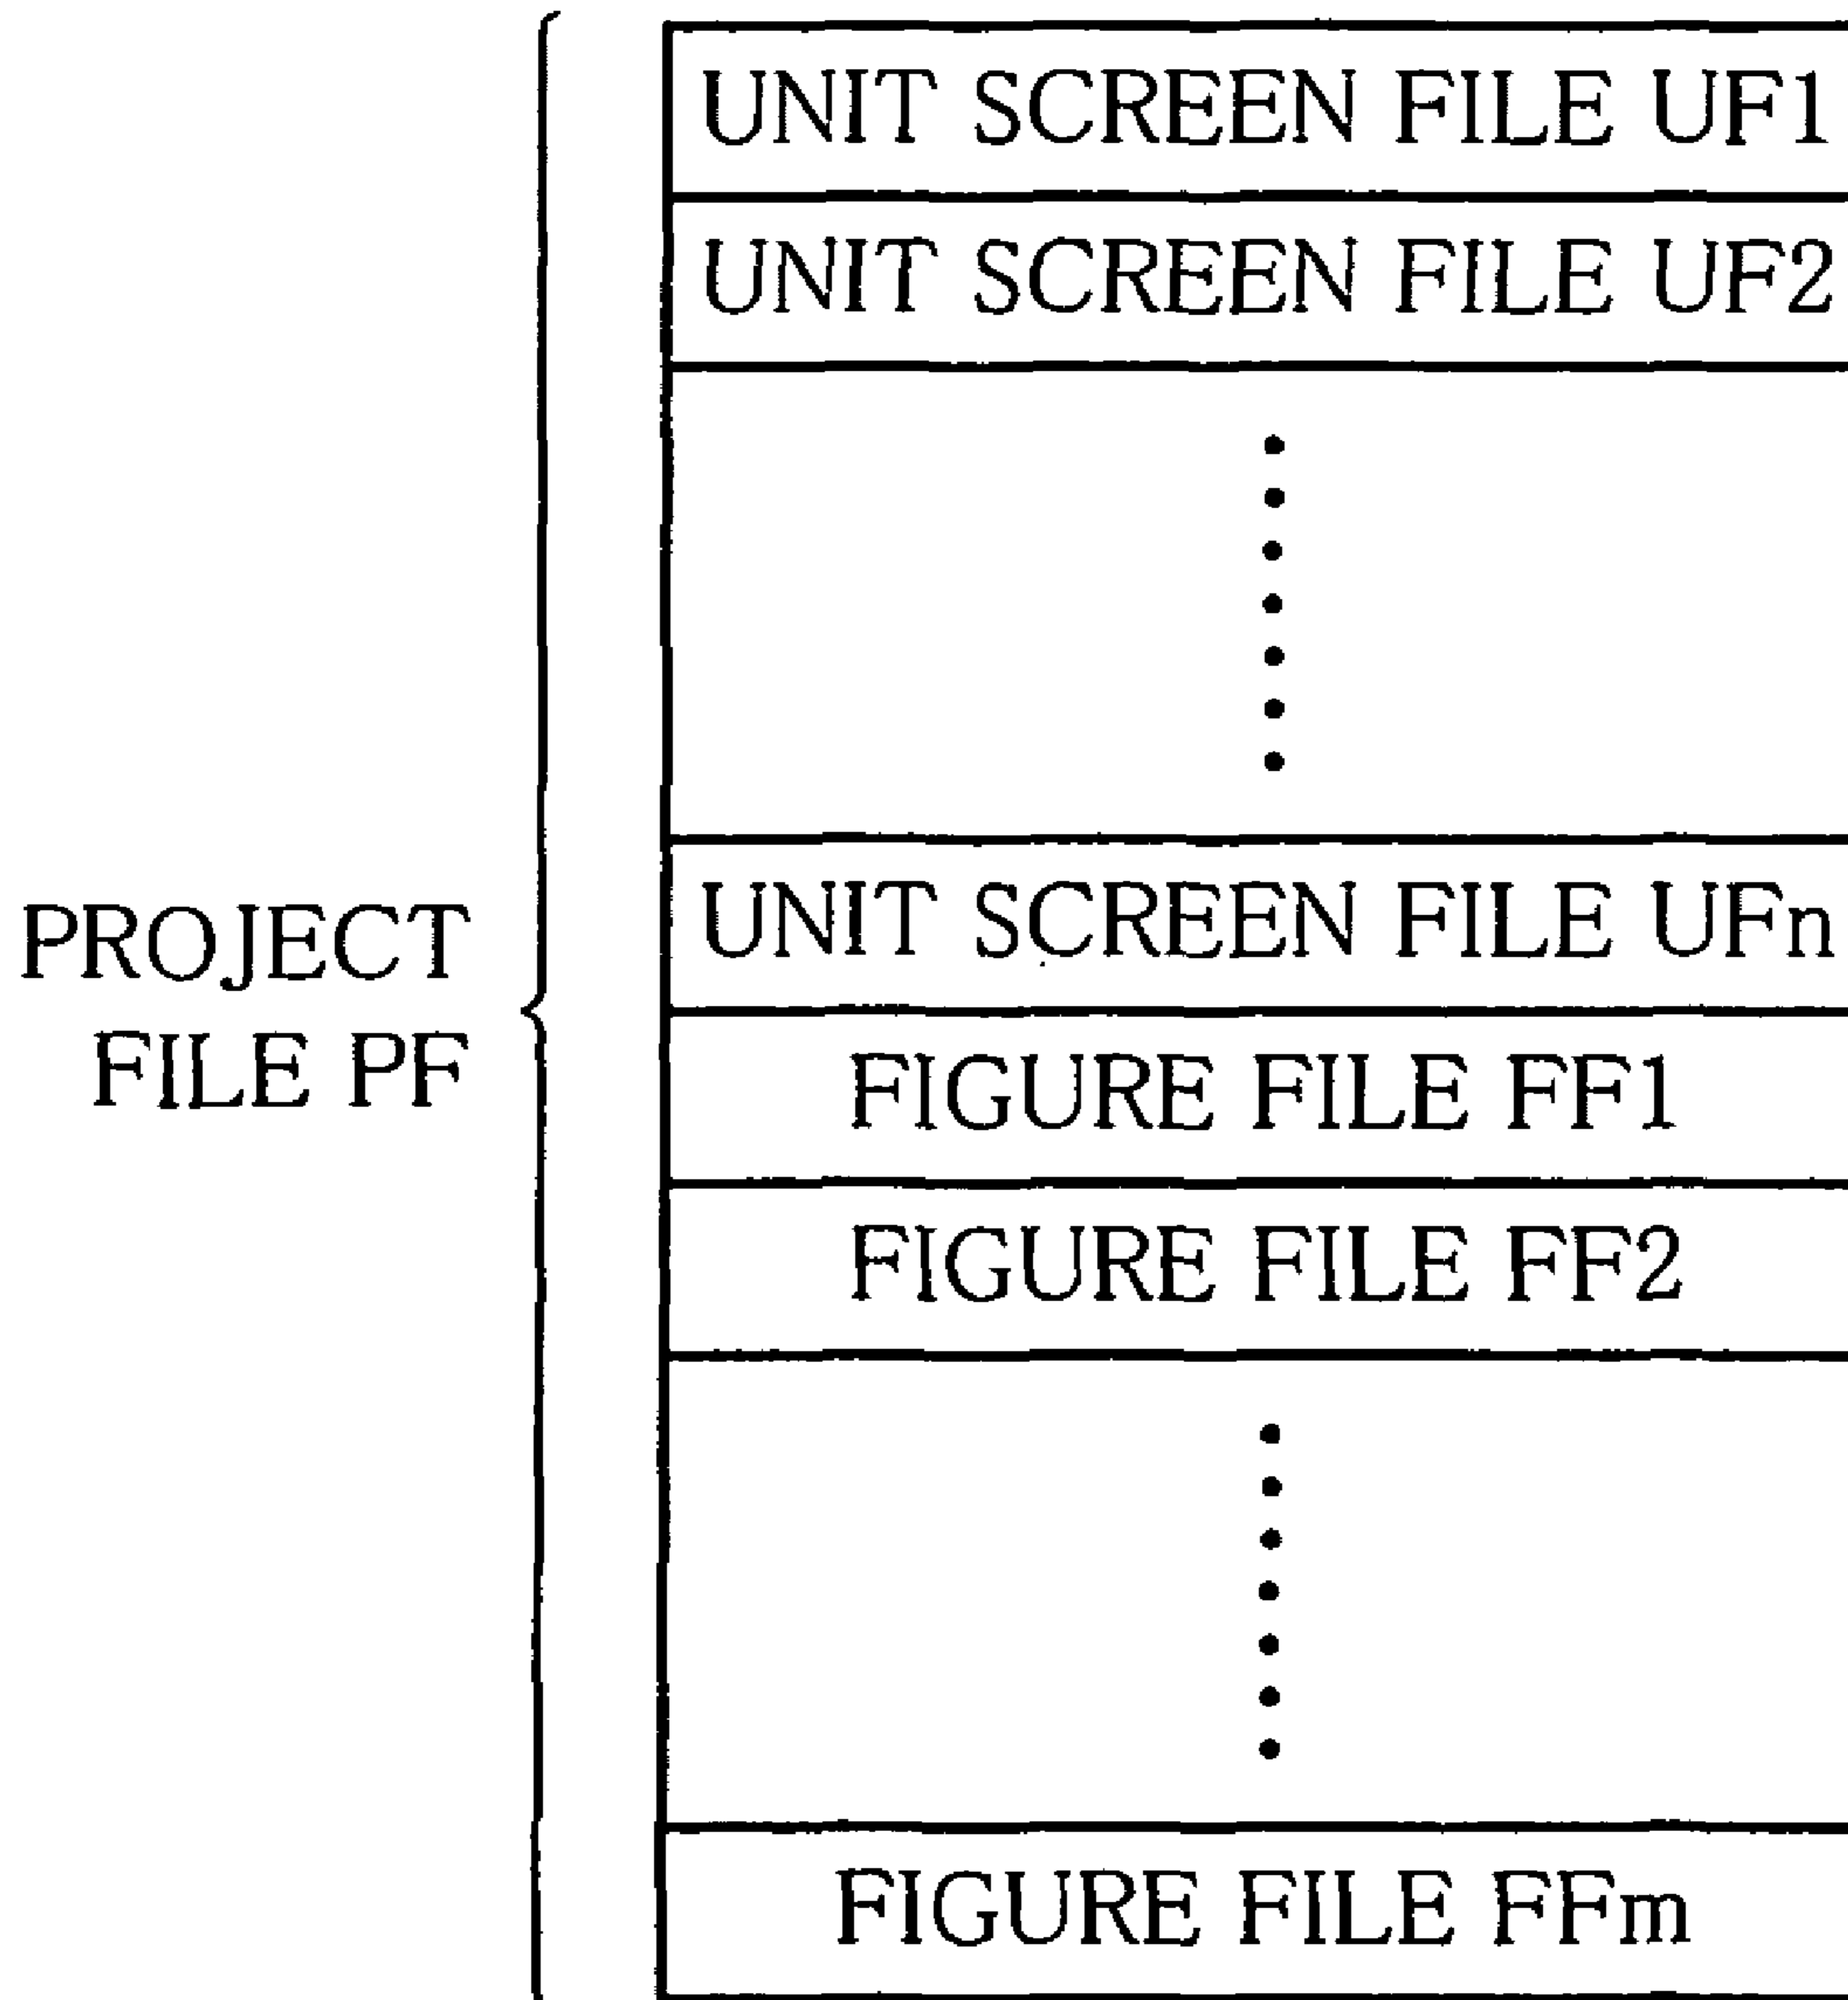 UNIT SCREEN FILE UF1
UNIT SCREEN FILE UF2
UNIT SCREEN FILE UFn
PROJECT
FILE PF
FIGURE FILE FF1
FIGURE FILE FF2
FIGURE FILE FFm